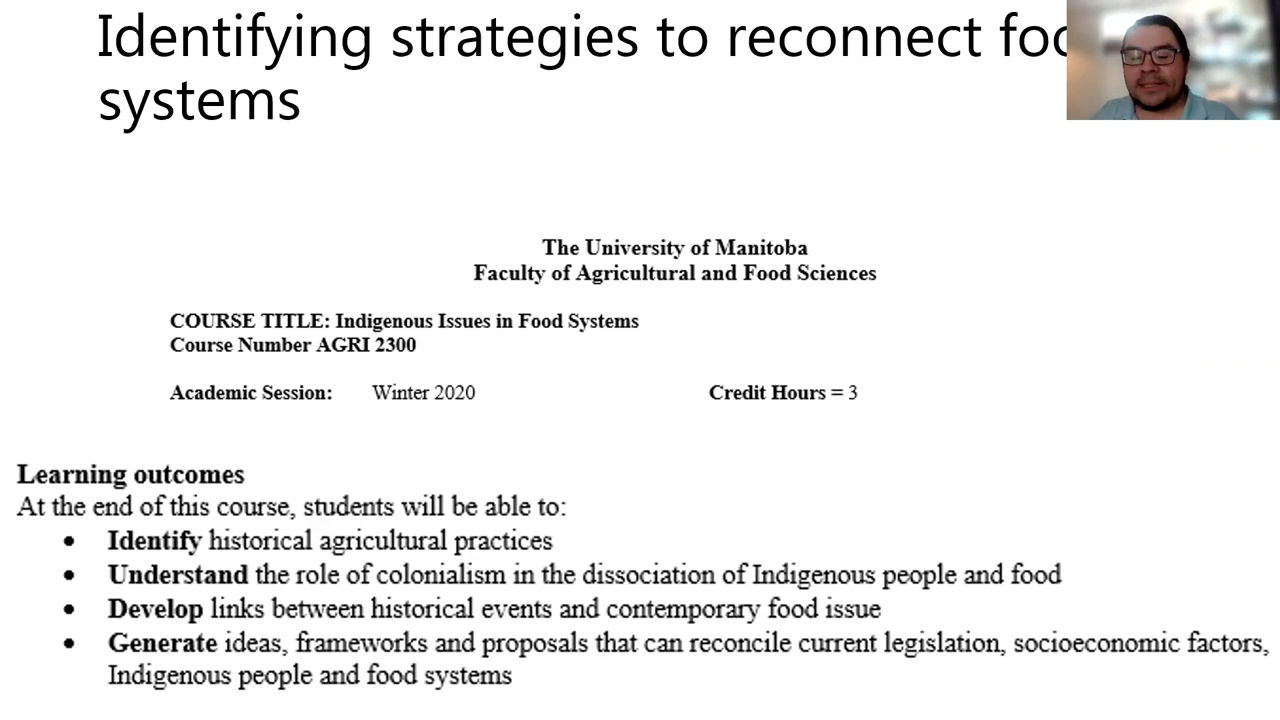 Identifying strategies to reconnect
systems
The University of Manitoba
Faculty of Agricultural and Food Sciences
COURSE TITLE: Indigenous Issues in Food Systems
Course Number AGRI 2300
Academic Session: Winter 2020 Credit Hours = 3
Learning outcomes
At the end of this course, students will be able to:
• Identify historical agricultural practices
• Understand the role of colonialism in the dissociation of Indigenous people and food
• Develop links between historical events and contemporary food issue
• Generate ideas, frameworks and proposals that can reconcile current legislation, socioeconomic factors,
Indigenous people and food systems